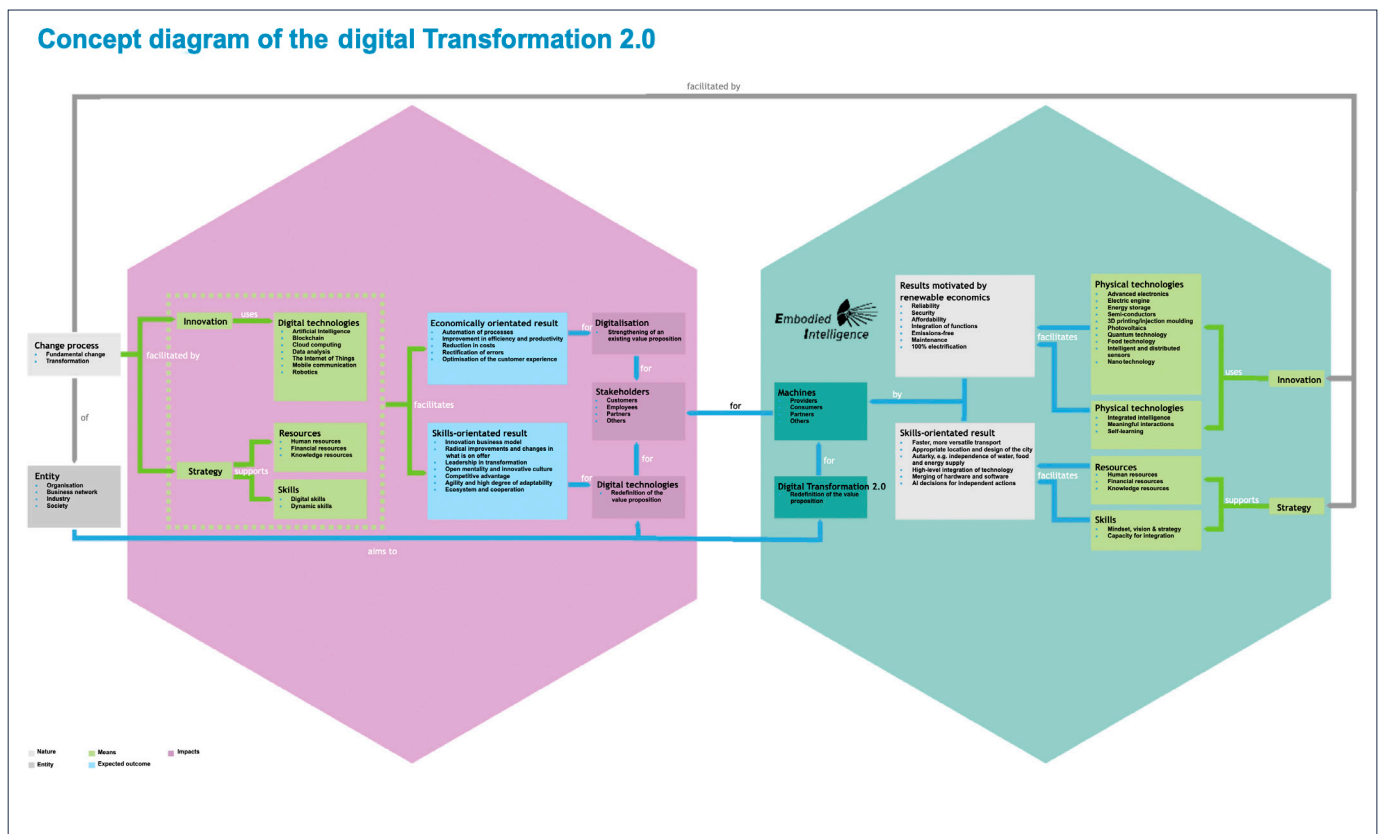 Concept diagram of the digital Transformation 2.0
facilitated by
Change process
Fundamental change
Transformation
of
Entity
Organisation
Business network
Industry
Society
facilitated by
Innovation
uses
Digital technologies
Artificial Intelligence
Blockchain
Cloud computing
Data analysis
The Internet of Things
Mobile communication
Robotics
Strategy
supports
Resources
Human resources
Financial resources
Knowledge resources
Skills
Digital skills
Dynamic skills
facilitates
Economically orientated result
Automation of processes
Improvement in efficiency and productivity
Reduction in costs
Rectification of errors
Optimisation of the customer experience
Skills-orientated result
Innovation business model
Radical improvements and changes in
what is on offer
Leadership in transformation
Open mentality and innovative culture
Competitive advantage
Agility and high degree of adaptability
Ecosystem and cooperation
for
for
Digitalisation
Strengthening of an
existing value proposition
for
Stakeholders
Customers
Employees
Partners
Others
for
Digital technologies
Redefinition of the
value proposition
aims to
for
Embodied
Intelligence
Machines
Providers
Consumers
Partners
Others
for
Digital Transformation 2.0
Redefinition of the value
proposition
by
Results motivated by
renewable economics
Reliability
Security
Affordability
Integration of functions
Emissions-free
Maintenance
100% electrification
Skills-orientated result
Faster, more versatile transport
Appropriate location and design of the city
Autarky, e.g. independence of water, food
and energy supply
High-level integration of technology
Merging of hardware and software
AI decisions for independent actions
facilitates
facilitates
Physical technologies
Advanced electronics
Electric engine
Energy storage
Semi-conductors
3D printing/injection moulding
Photovoltaics
Quantum technology
Food technology
Intelligent and distributed
sensors
Nano technology
Physical technologies
Integrated intelligence
Meaningful interactions
Self-learning
Resources
Human resources
Financial resources
Knowledge resources
Skills
Mindset, vision & strategy
Capacity for integration
uses
Innovation
supports
Strategy
Nature
Means
Impacts
Entity
Expected outcome